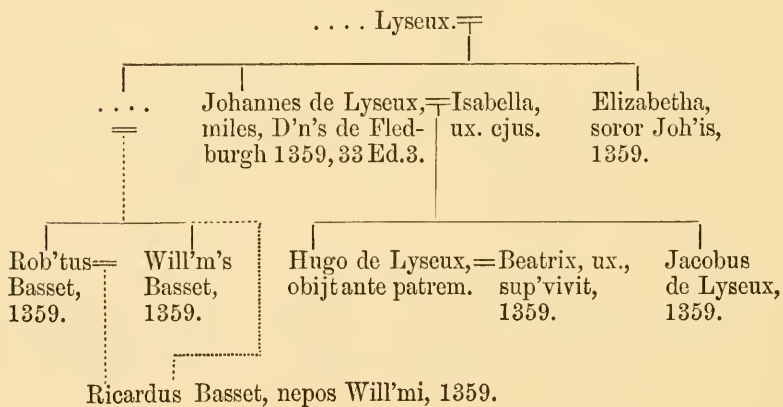 .... Lyseux.
....
Johannes de Lyseux,
miles, D'n's de Fled-
burgh 1359, 33 Ed. 3.
Isabella,
ux. ejus.
Elizabetha,
soror Joh'is,
1359.
Rob'tus
Basset,
1359.
Will'm's
Basset,
1359.
Hugo de Lyseux,
obijt ante patrem.
Beatrix, ux.,
sup'vivit,
1359.
Jacobus
de Lyseux,
1359.
Ricardus Basset, nepos Will'mi, 1359.